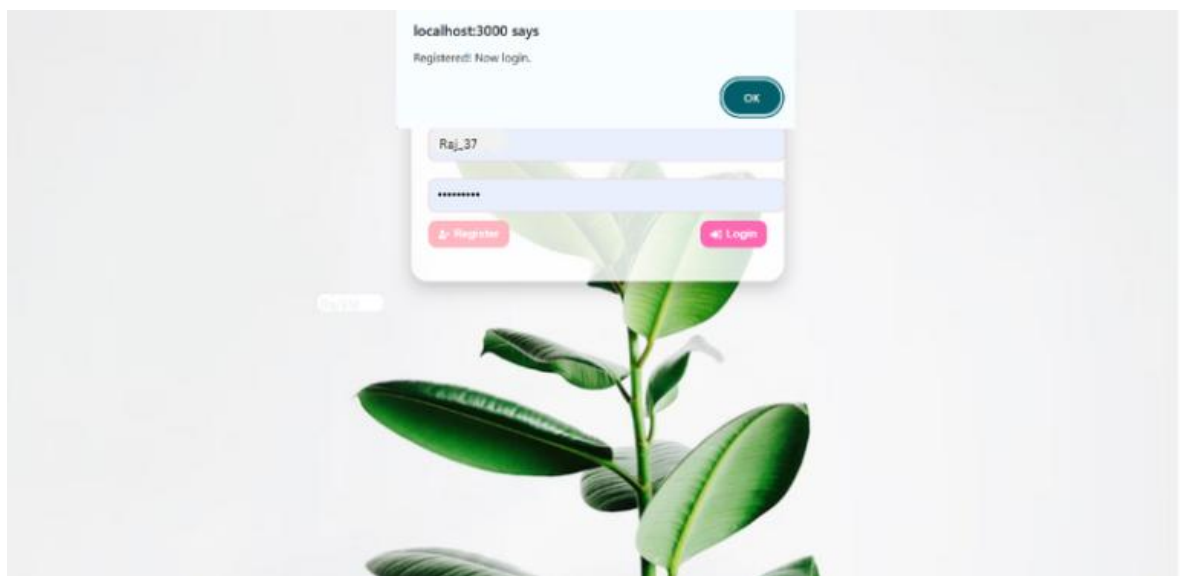 localhost:3000 says
Registered! Now login.
OK
Raj_37
•••••••••
Register
Login